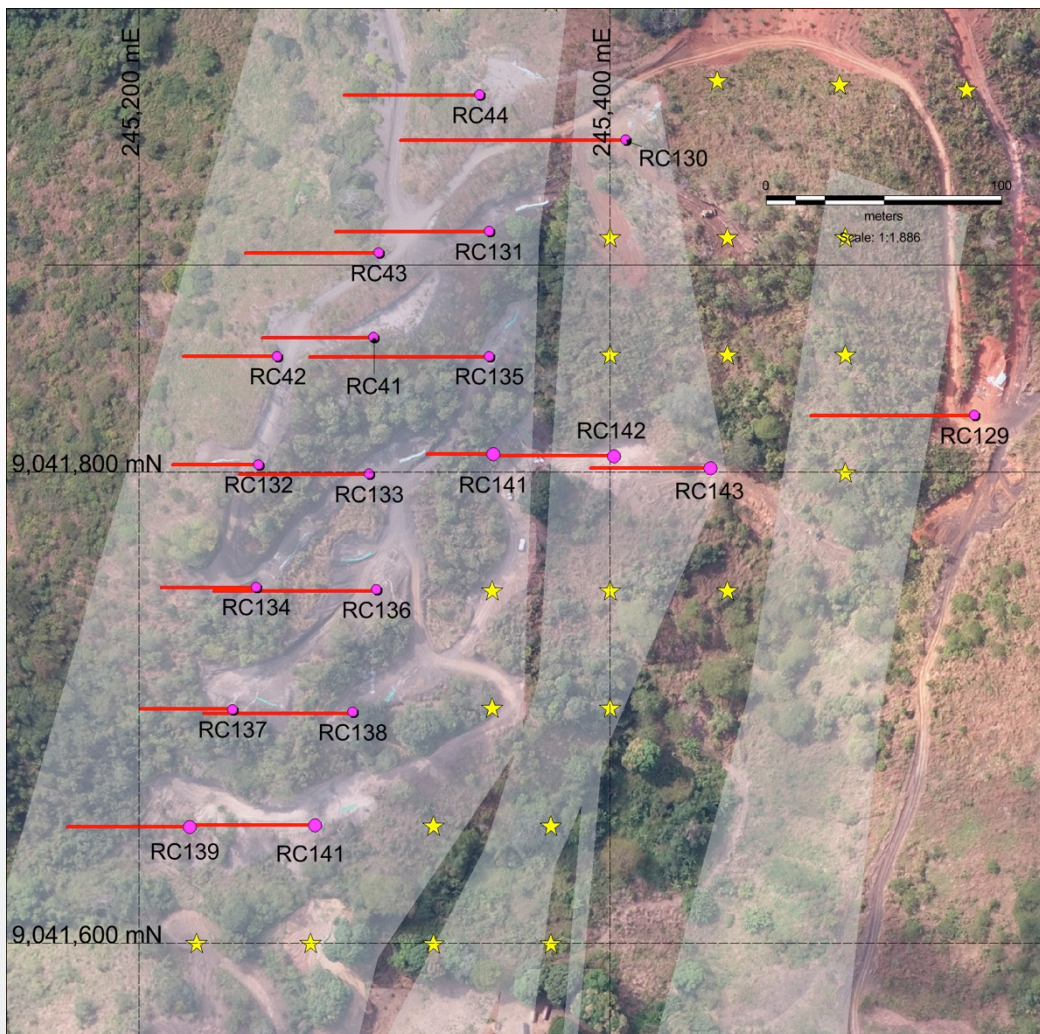 245,200 mE
245,400 mE
RC44
RC130
0
100
meters
Scale: 1:1,886
RC131
RC43
RC42
RC41
RC135
RC142
RC129
9,041,800 mN
RC132
RC133
RC141
RC143
RC134
RC136
RC137
RC138
RC139
RC141
9,041,600 mN